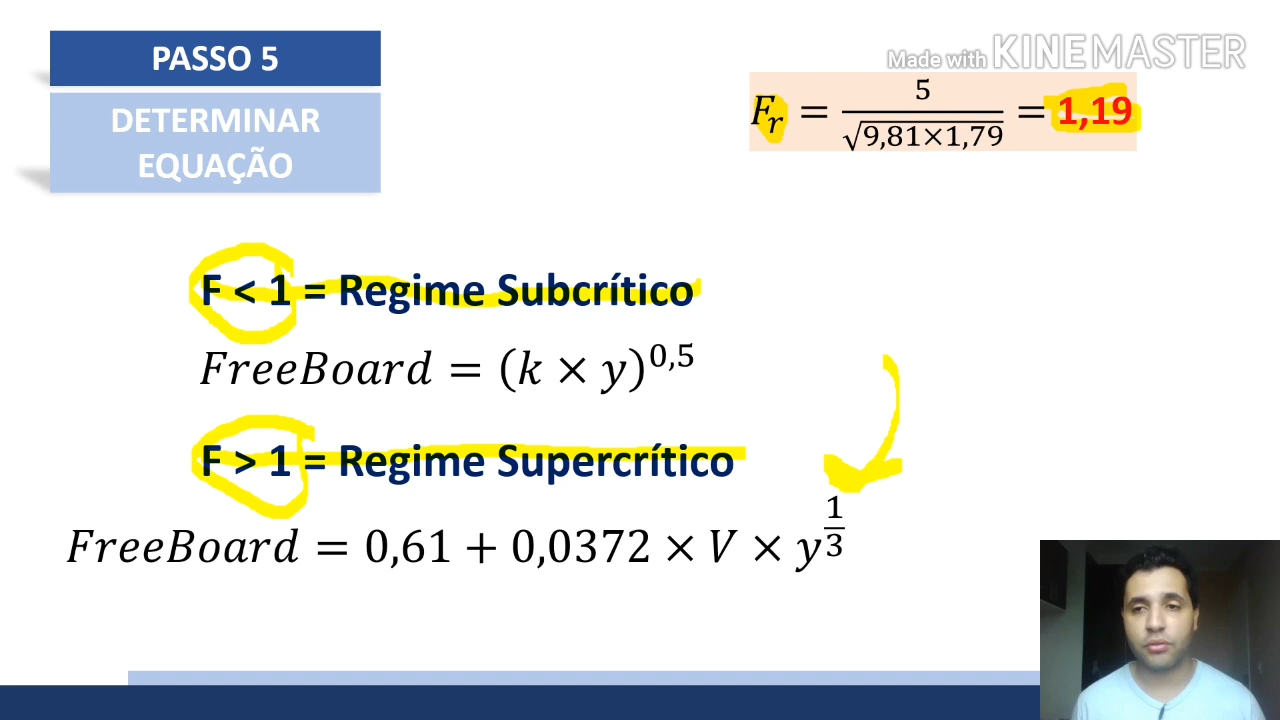 PASSO 5
DETERMINAR
EQUAÇÃO
Made with KINEMASTER
F_r = 5 / √(9,81×1,79) = 1,19
F < 1 = Regime Subcrítico
FreeBoard = (k × y)^{0,5}
F > 1 = Regime Supercrítico
FreeBoard = 0,61 + 0,0372 × V × y^{1/3}